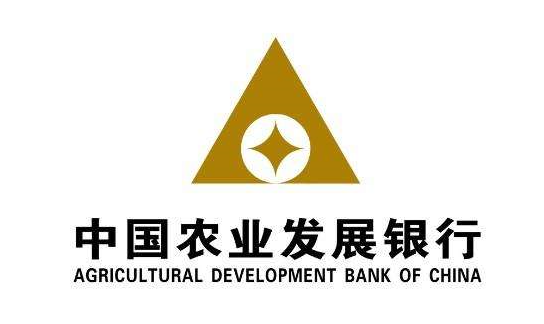 中国农业发展银行
AGRICULTURAL DEVELOPMENT BANK OF CHINA